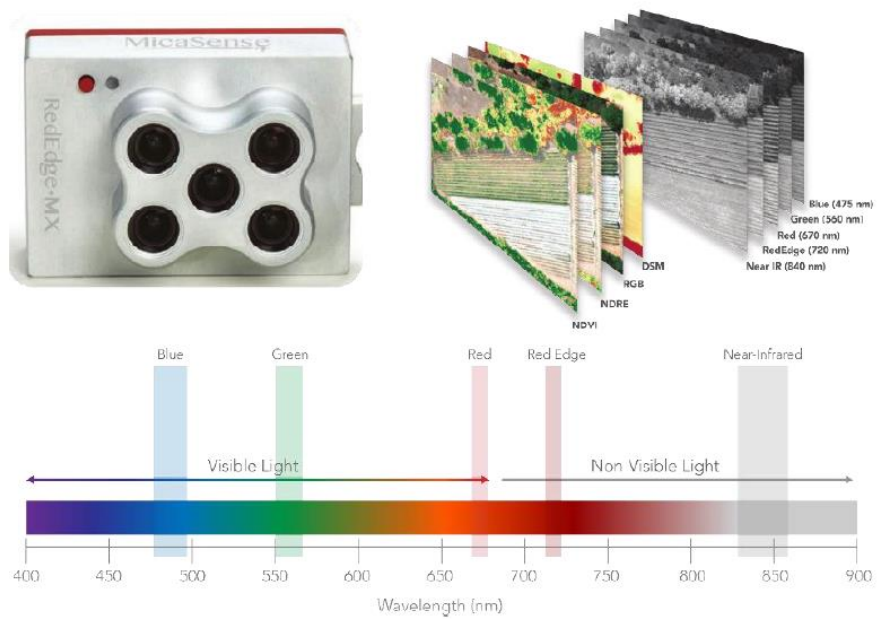 MicaSense
RedEdge-MX
Blue (475 nm)
Green (560 nm)
Red (670 nm)
RedEdge (720 nm)
Near IR (840 nm)
DSM
RGB
NDRE
NDVI
Blue
Green
Red
Red Edge
Near-Infrared
Visible Light
Non Visible Light
400 450 500 550 600 650 700 750 800 850 900
Wavelength (nm)